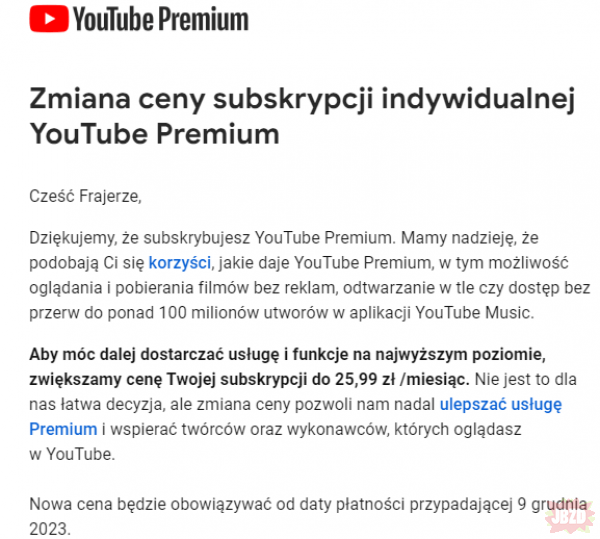 YouTube Premium
Zmiana ceny subskrypcji indywidualnej
YouTube Premium
Cześć Frajerze,
Dziękujemy, że subskrybujesz YouTube Premium. Mamy nadzieję, że
podobają Ci się korzyści, jakie daje YouTube Premium, w tym możliwość
oglądania i pobierania filmów bez reklam, odtwarzanie w tle czy dostęp bez
przerw do ponad 100 milionów utworów w aplikacji YouTube Music.
Aby móc dalej dostarczać usługę i funkcje na najwyższym poziomie,
zwiększamy cenę Twojej subskrypcji do 25,99 zł /miesiąc. Nie jest to dla
nas łatwa decyzja, ale zmiana ceny pozwoli nam nadal ulepszać usługę
Premium i wspierać twórców oraz wykonawców, których oglądasz
w YouTube.
Nowa cena będzie obowiązywać od daty płatności przypadającej 9 grudnia
2023.
JBZD